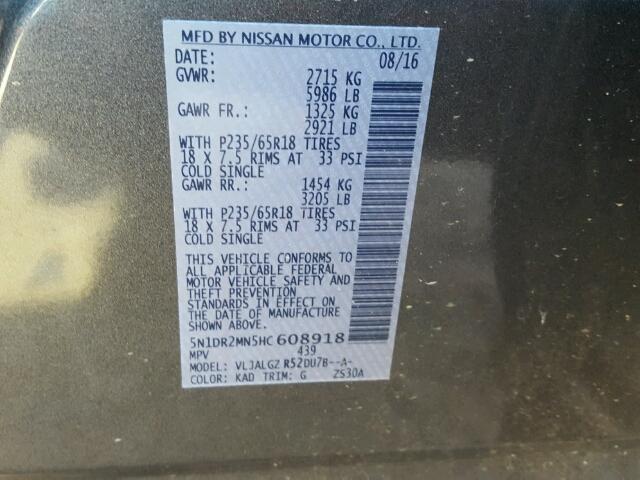 MFD BY NISSAN MOTOR CO., LTD.
DATE: 08/16
GVWR: 2715 KG
5986 LB
GAWR FR.: 1325 KG
2921 LB
WITH P235/65R18 TIRES
18 X 7.5 RIMS AT 33 PSI
COLD SINGLE
GAWR RR.: 1454 KG
3205 LB
WITH P235/65R18 TIRES
18 X 7.5 RIMS AT 33 PSI
COLD SINGLE
THIS VEHICLE CONFORMS TO
ALL APPLICABLE FEDERAL
MOTOR VEHICLE SAFETY AND
THEFT PREVENTION
STANDARDS IN EFFECT ON
THE DATE OF MANUFACTURE
SHOWN ABOVE.
5N1DR2MN5HC608918
MPV 439
MODEL: VLJALGZ R52DU7B--A-
COLOR: KAD TRIM: G ZS30A